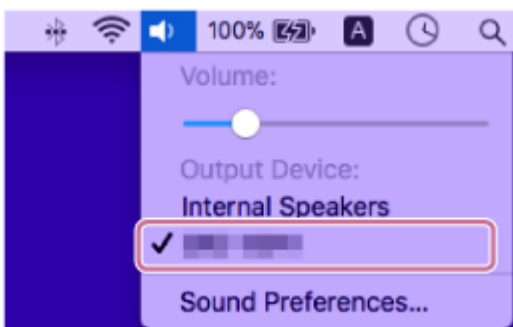 100% A
Volume:
Output Device:
Internal Speakers
Sound Preferences...